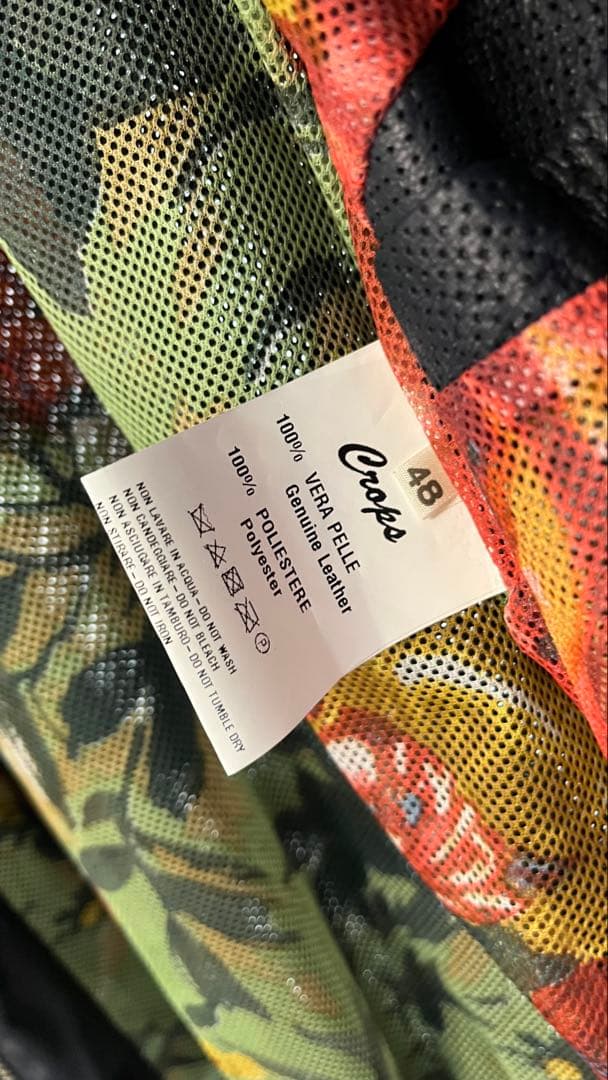 48
Crops
100% VERA PELLE
Genuine Leather
100% POLIESTERE
Polyester
P
NON LAVARE IN ACQUA - DO NOT WASH
NON CANDEGGIARE - DO NOT BLEACH
NON ASCIUGARE IN TAMBURO - DO NOT TUMBLE DRY
NON STIRARE - DO NOT IRON